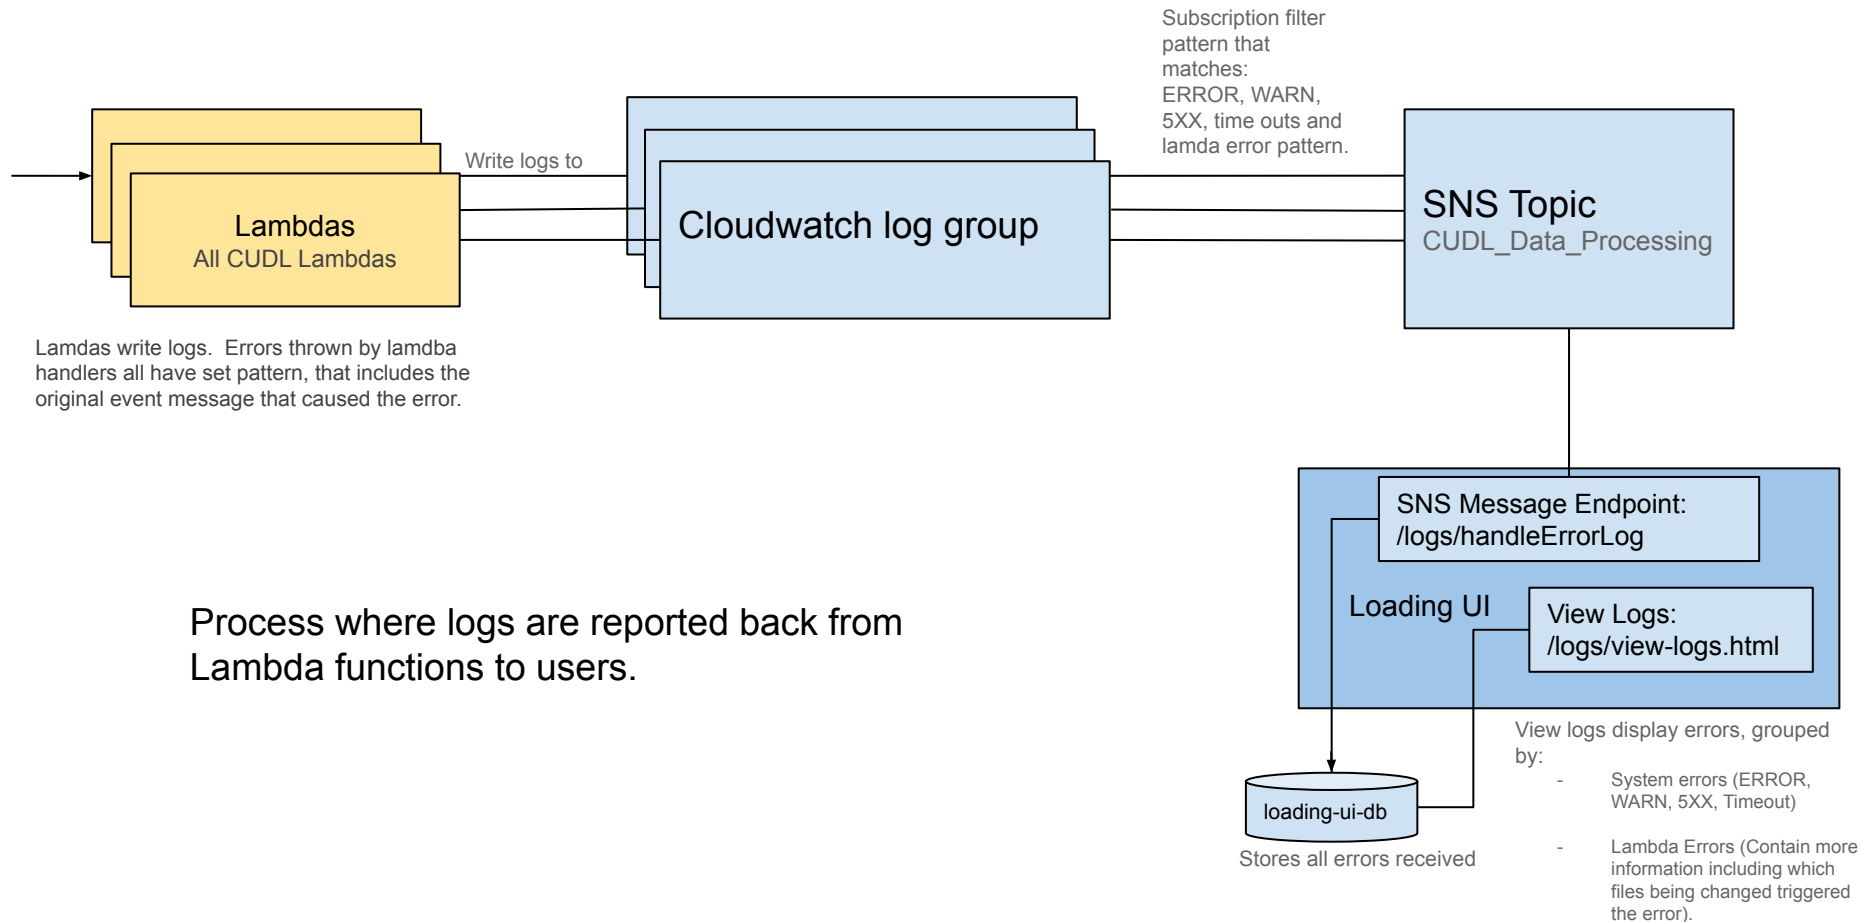 Subscription filter
pattern that
matches:
ERROR, WARN,
5XX, time outs and
lamda error pattern.
Write logs to
Lambdas
All CUDL Lambdas
Cloudwatch log group
SNS Topic
CUDL_Data_Processing
Lamdas write logs.  Errors thrown by lamdba
handlers all have set pattern, that includes the
original event message that caused the error.
SNS Message Endpoint:
/logs/handleErrorLog
Loading UI
View Logs:
/logs/view-logs.html
Process where logs are reported back from
Lambda functions to users.
View logs display errors, grouped
by:
- System errors (ERROR,
WARN, 5XX, Timeout)
- Lambda Errors (Contain more
information including which
files being changed triggered
the error).
loading-ui-db
Stores all errors received